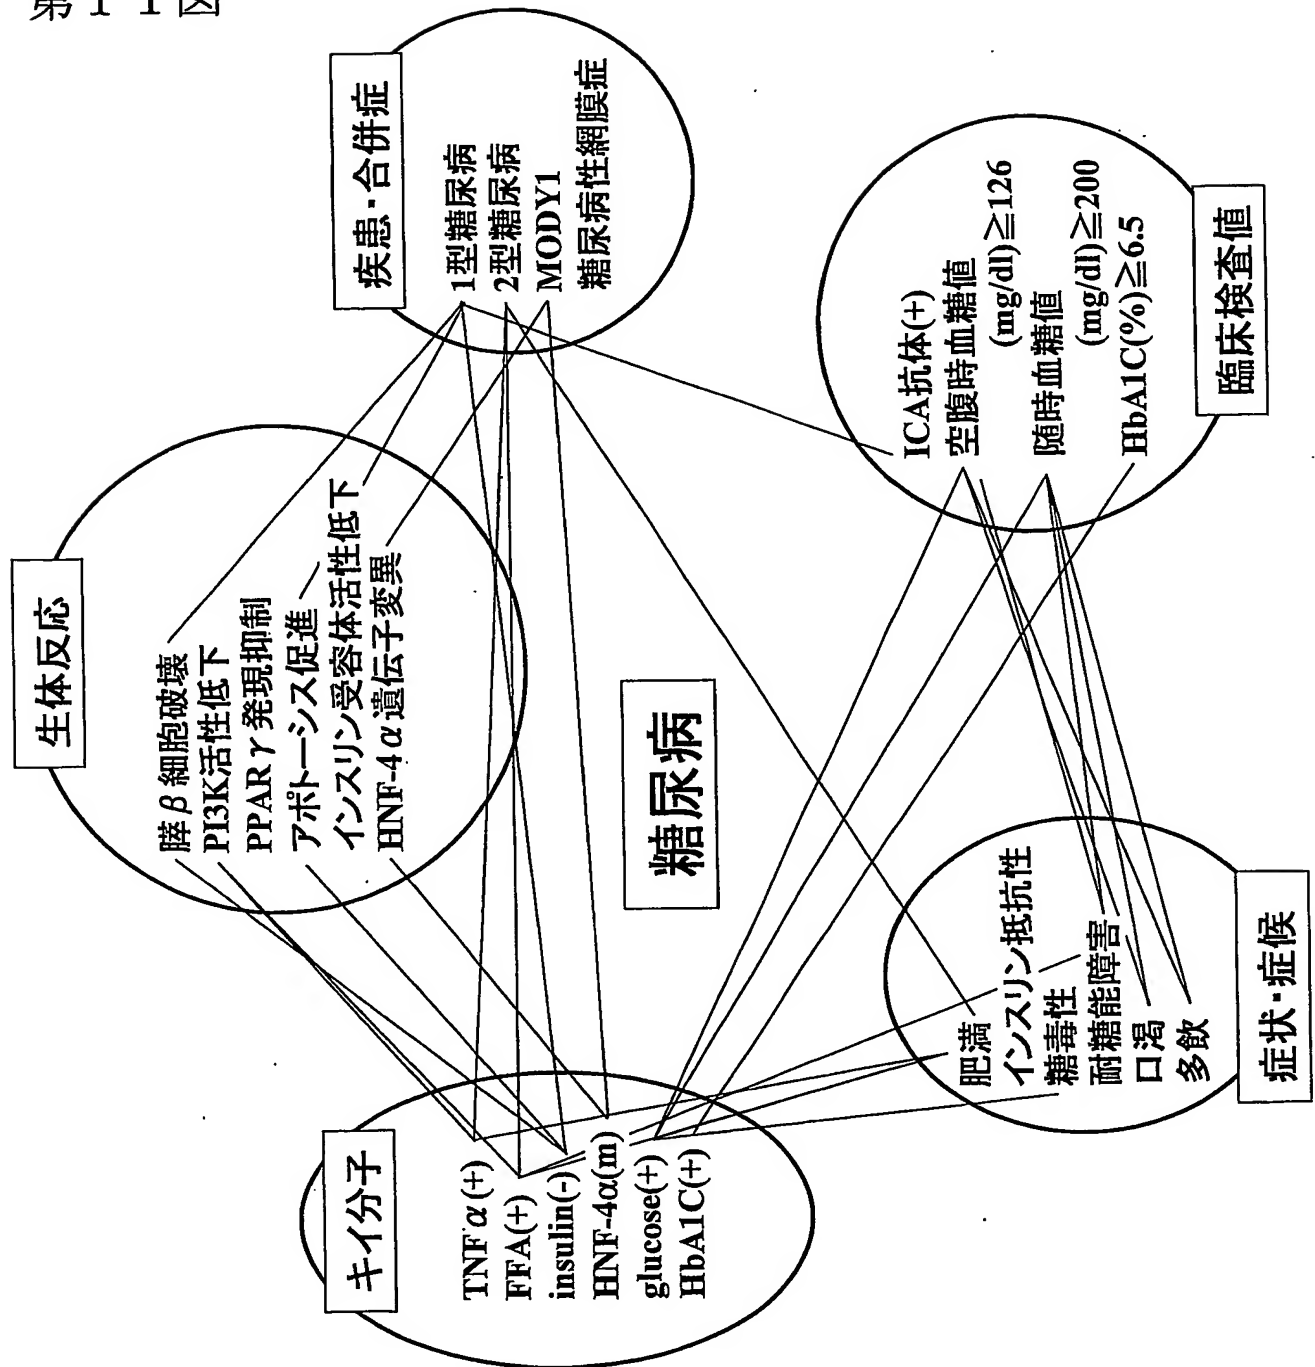 第１１図
生体反応
膵β細胞破壊
PI3K活性低下
PPARγ発現抑制
アポトーシス促進
インスリン受容体活性低下
HNF-4α遺伝子変異
疾患・合併症
1型糖尿病
2型糖尿病
MODY1
糖尿病性網膜症
キイ分子
TNFα(+)
FFA(+)
insulin(-)
HNF-4α(m)
glucose(+)
HbA1C(+)
糖尿病
症状・症候
肥満
インスリン抵抗性
糖毒性
耐糖能障害
口渇
多飲
臨床検査値
ICA抗体(+)
空腹時血糖値
(mg/dl)≧126
随時血糖値
(mg/dl)≧200
HbA1C(%)≧6.5